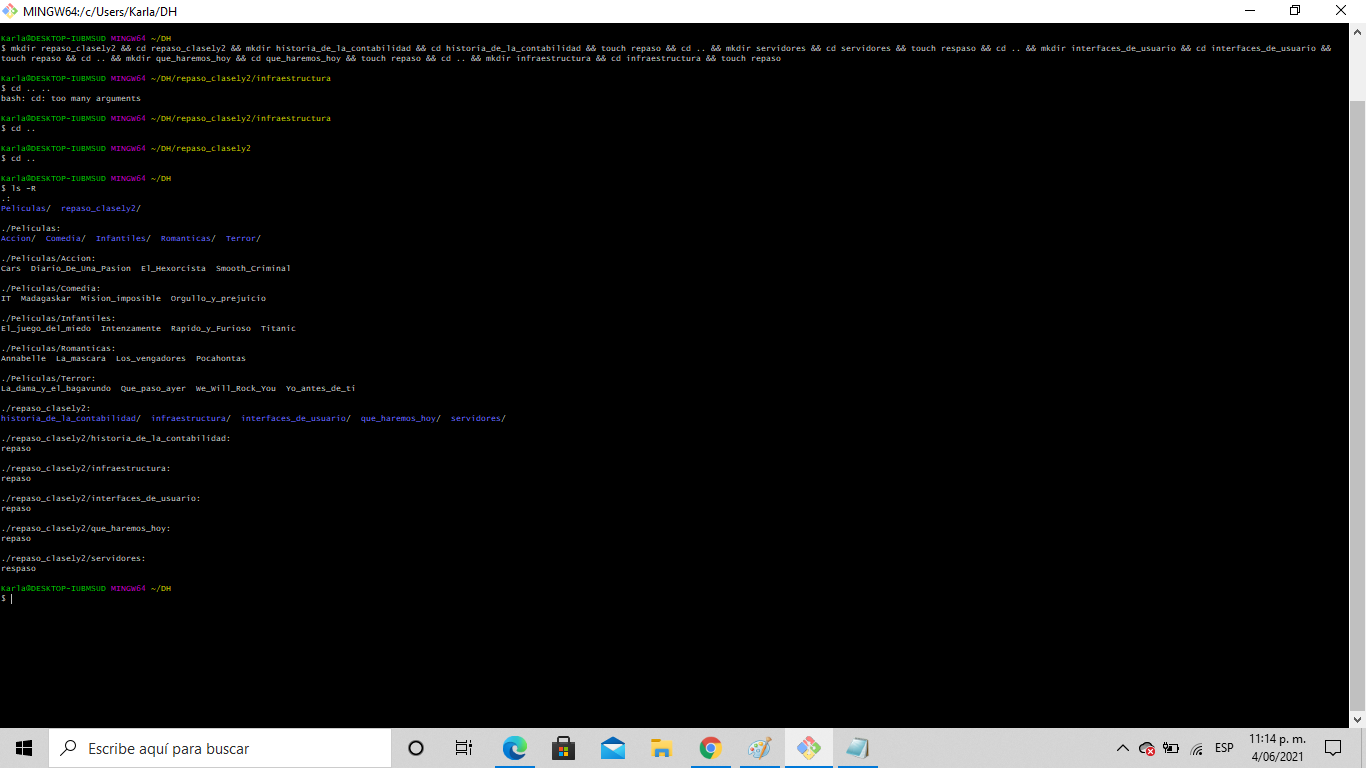 MINGW64:/c/Users/Karla/DH
Karla@DESKTOP-IUBMSUD MINGW64 ~/DH
$ mkdir repaso_clasely2 && cd repaso_clasely2 && mkdir historia_de_la_contabilidad && cd historia_de_la_contabilidad && touch repaso && cd .. && mkdir servidores && cd servidores && touch respaso && cd .. && mkdir interfaces_de_usuario && cd interfaces_de_usuario &&
touch repaso && cd .. && mkdir que_haremos_hoy && cd que_haremos_hoy && touch repaso && cd .. && mkdir infraestructura && cd infraestructura && touch repaso
Karla@DESKTOP-IUBMSUD MINGW64 ~/DH/repaso_clasely2/infraestructura
$ cd .. ..
bash: cd: too many arguments
Karla@DESKTOP-IUBMSUD MINGW64 ~/DH/repaso_clasely2/infraestructura
$ cd ..
Karla@DESKTOP-IUBMSUD MINGW64 ~/DH/repaso_clasely2
$ cd ..
Karla@DESKTOP-IUBMSUD MINGW64 ~/DH
$ ls -R
.:
Peliculas/  repaso_clasely2/
./Peliculas:
Accion/  Comedia/  Infantiles/  Romanticas/  Terror/
./Peliculas/Accion:
Cars  Diario_De_Una_Pasion  El_Hexorcista  Smooth_Criminal
./Peliculas/Comedia:
IT  Madagaskar  Mision_imposible  Orgullo_y_prejuicio
./Peliculas/Infantiles:
El_juego_del_miedo  Intenzamente  Rapido_y_Furioso  Titanic
./Peliculas/Romanticas:
Annabelle  La_mascara  Los_vengadores  Pocahontas
./Peliculas/Terror:
La_dama_y_el_bagavundo  Que_paso_ayer  We_Will_Rock_You  Yo_antes_de_ti
./repaso_clasely2:
historia_de_la_contabilidad/  infraestructura/  interfaces_de_usuario/  que_haremos_hoy/  servidores/
./repaso_clasely2/historia_de_la_contabilidad:
repaso
./repaso_clasely2/infraestructura:
repaso
./repaso_clasely2/interfaces_de_usuario:
repaso
./repaso_clasely2/que_haremos_hoy:
repaso
./repaso_clasely2/servidores:
respaso
Karla@DESKTOP-IUBMSUD MINGW64 ~/DH
$
Escribe aquí para buscar
ESP
11:14 p. m.
4/06/2021